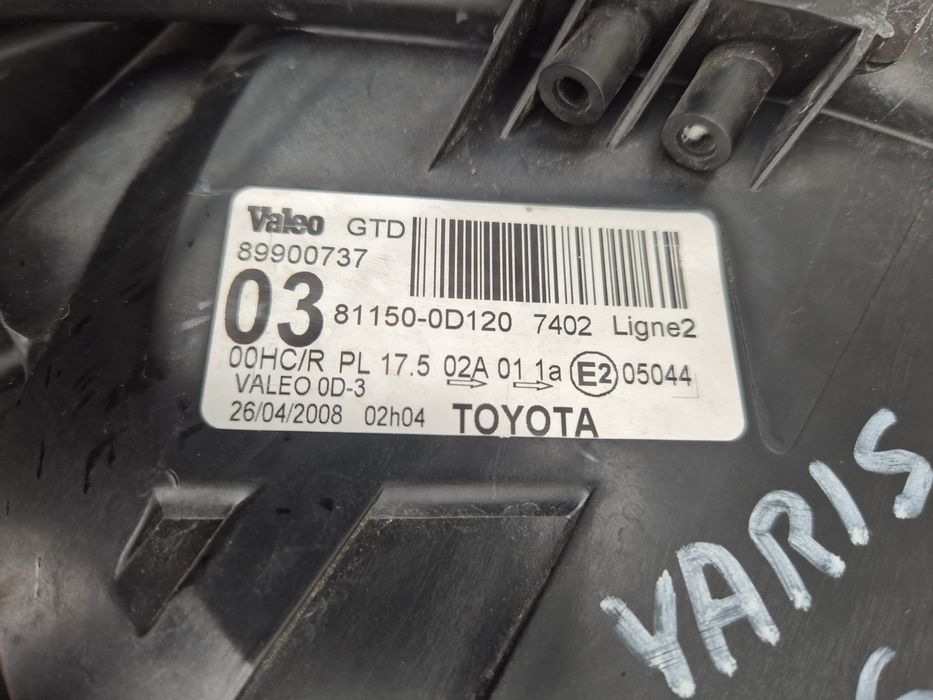 Valeo GTD
89900737
03 81150-0D120 7402 Ligne2
00HC/R PL 17.5 02A 01 1a E2 05044
VALEO 0D-3
26/04/2008 02h04 TOYOTA
YARIS